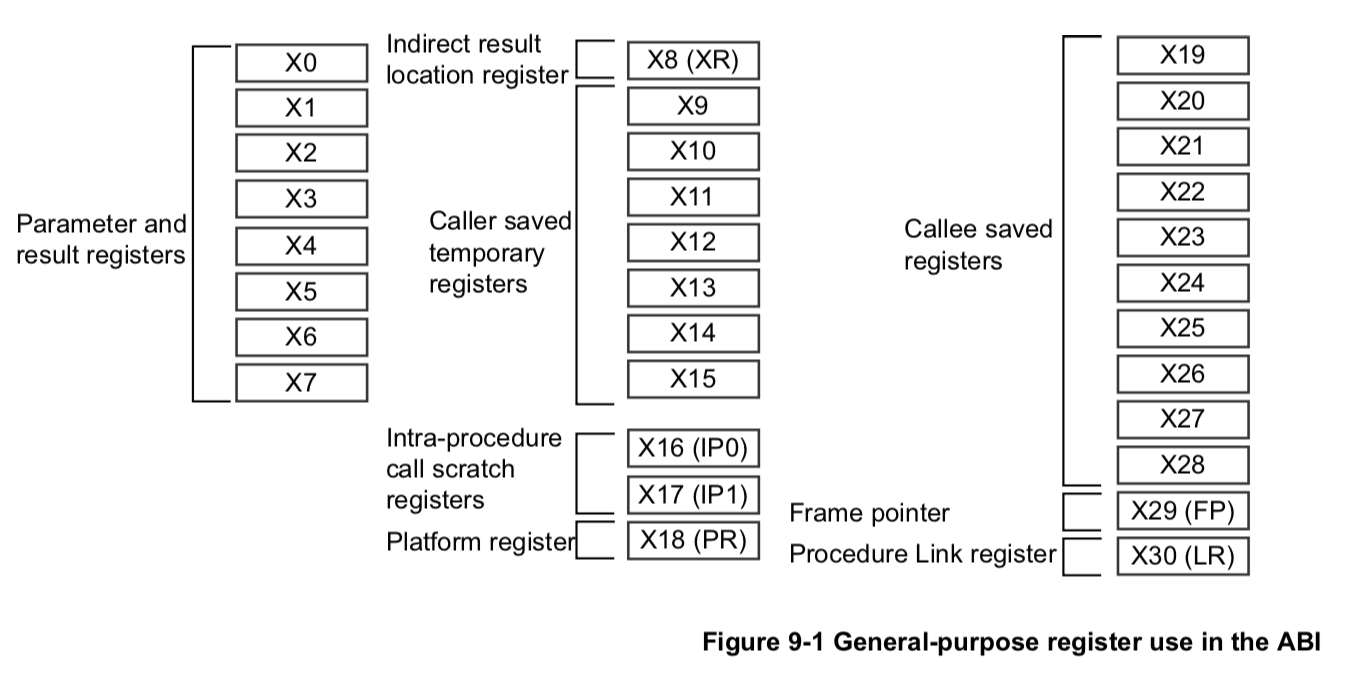 Parameter and
result registers
X0
X1
X2
X3
X4
X5
X6
X7
Indirect result
location register
X8 (XR)
Caller saved
temporary
registers
X9
X10
X11
X12
X13
X14
X15
Intra-procedure
call scratch
registers
X16 (IP0)
X17 (IP1)
Platform register
X18 (PR)
Callee saved
registers
X19
X20
X21
X22
X23
X24
X25
X26
X27
X28
Frame pointer
X29 (FP)
Procedure Link register
X30 (LR)
Figure 9-1 General-purpose register use in the ABI